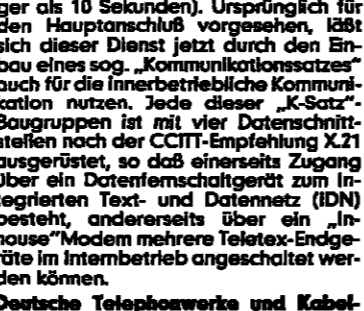 ger als 10 Sekunden). Ursprünglich für
den Hauptanschluß vorgesehen, läßt
sich dieser Dienst jetzt durch den Ein-
bau eines sog. „Kommunikationssatzes"
auch für die innerbetriebliche Kommuni-
kation nutzen. Jede dieser „K-Satz"-
Baugruppen ist mit vier Datenschnitt-
stellen nach der CCITT-Empfehlung X.21
ausgerüstet, so daß einerseits Zugang
über ein Datenfernschaltgerät zum In-
tegrierten Text- und Datennetz (IDN)
besteht, andererseits über ein „In-
house"Modem mehrere Teletex-Endge-
räte im Internbetrieb angeschaltet wer-
den können.
Deutsche Telephonwerke und Kabel-